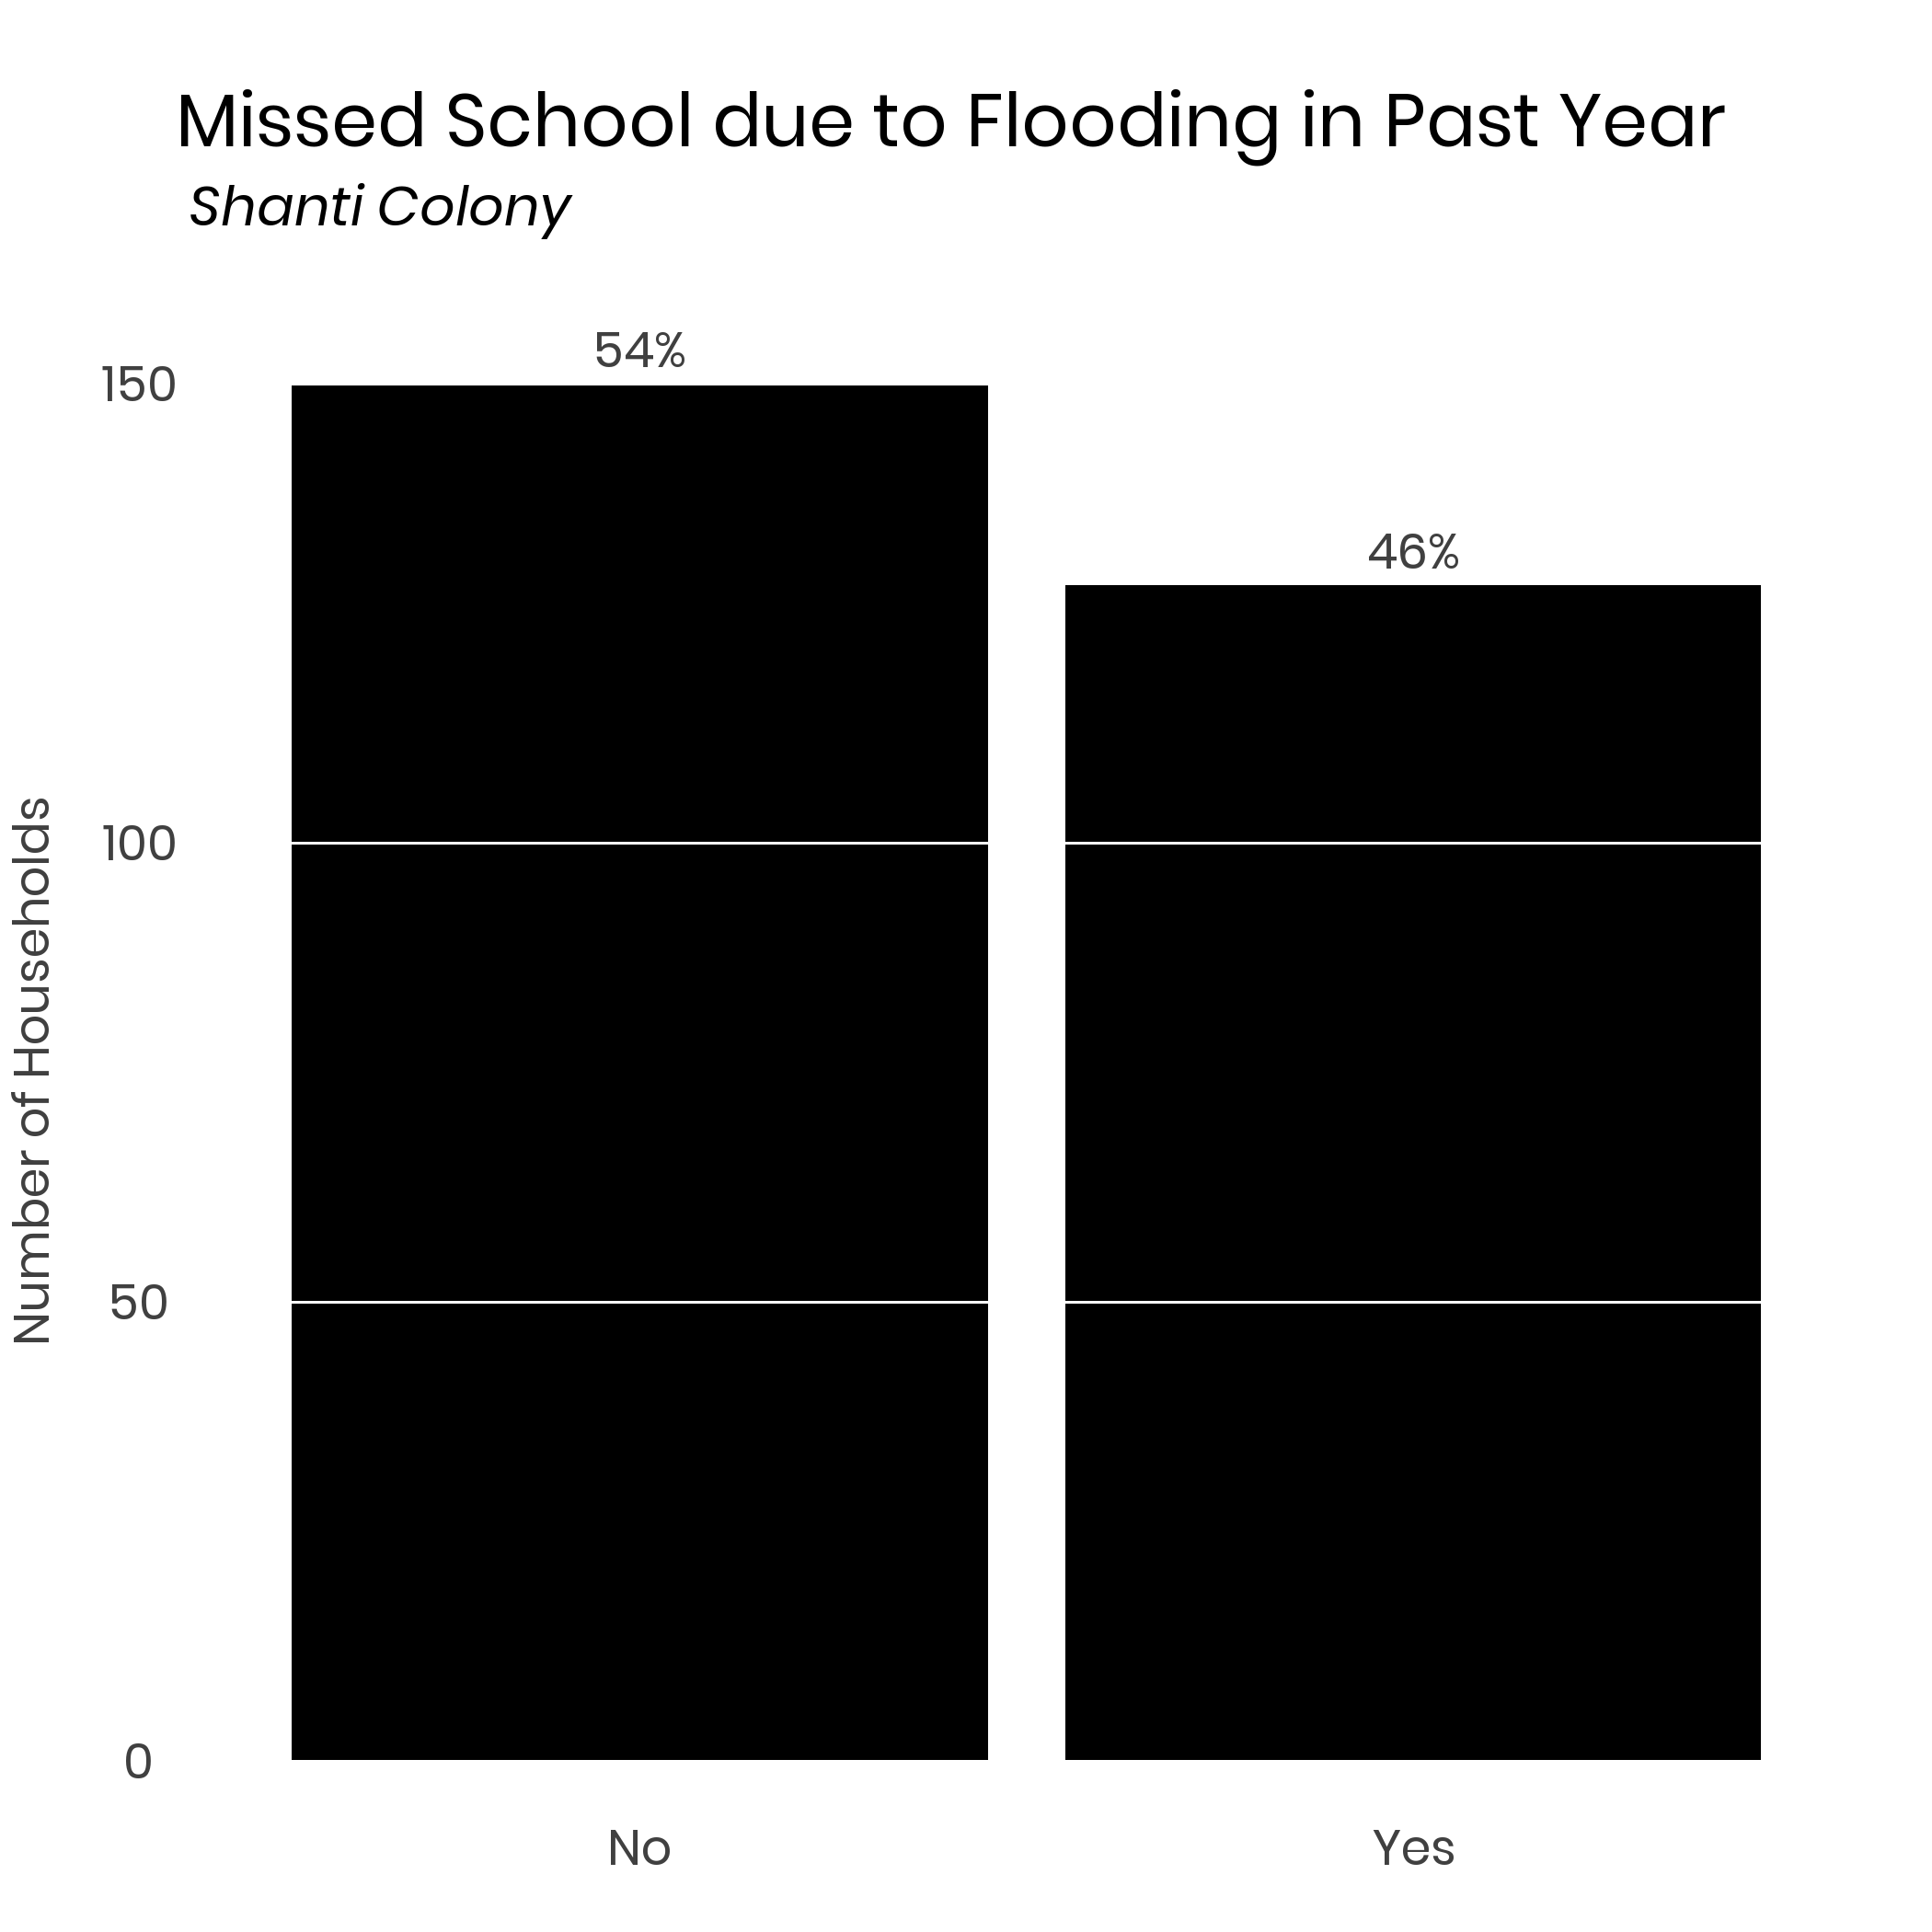 Missed School due to Flooding in Past Year
Shanti Colony
54%
150
46%
100
Number of Households
50
0
No
Yes